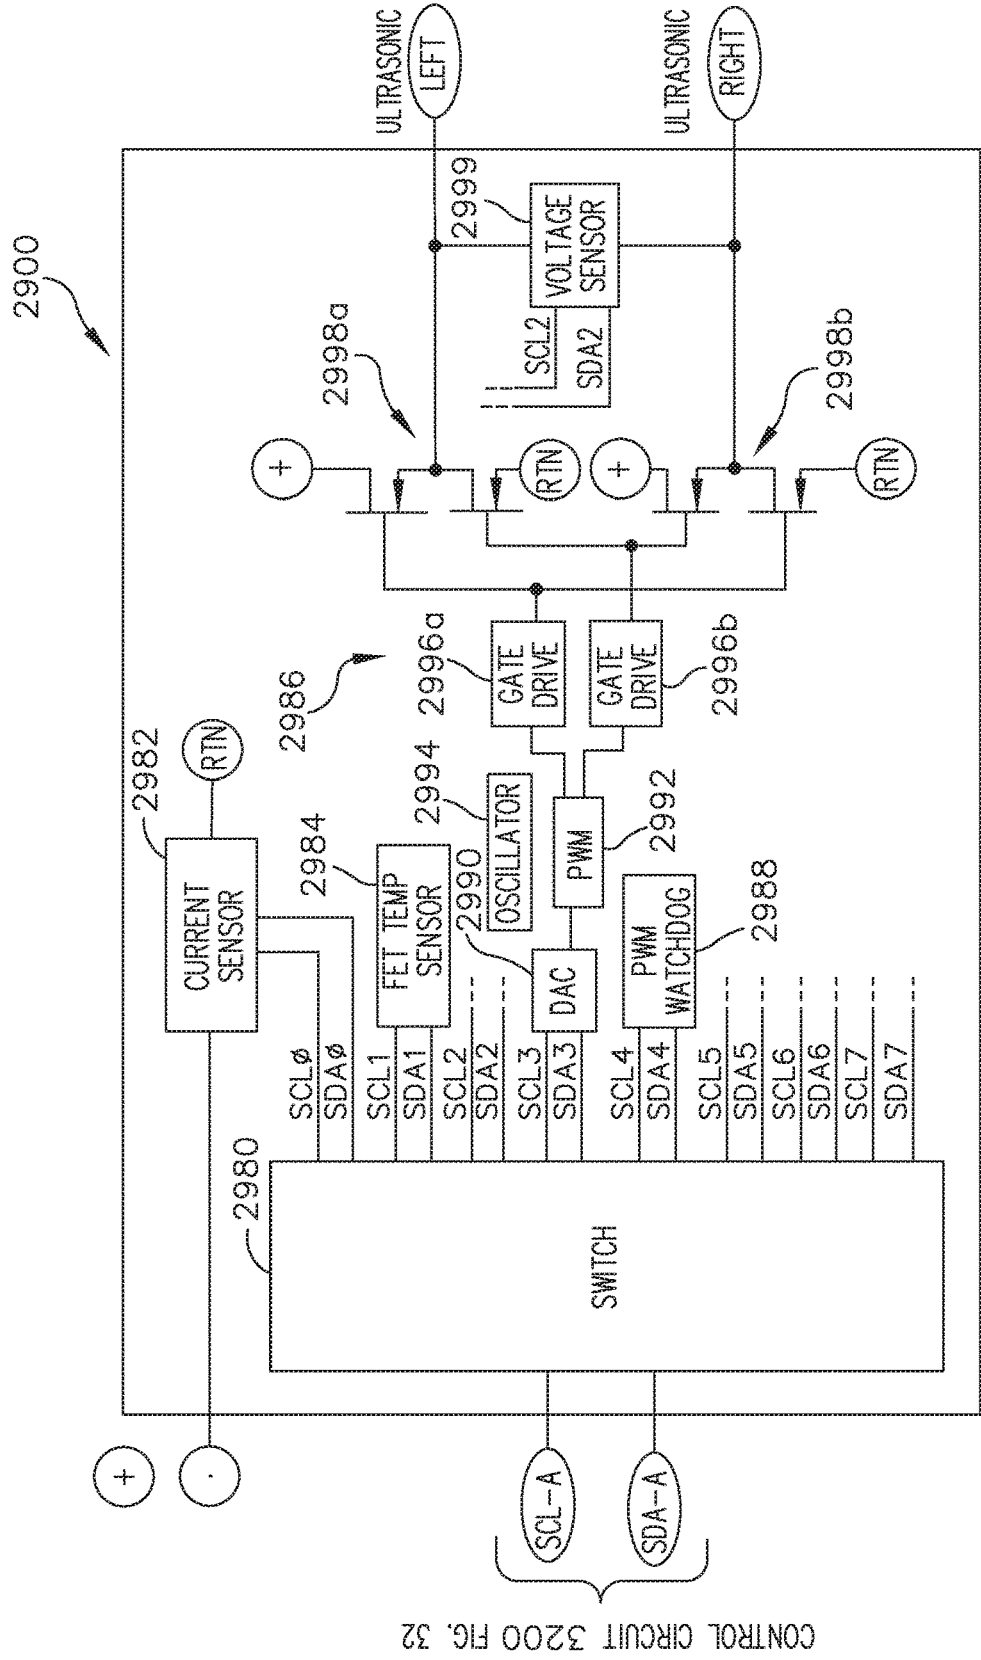 2900
+
-
CONTROL CIRCUIT 3200 FIG. 32
SCL-A
SDA-A
2980
SWITCH
SCLø
SDAø
SCL1
SDA1
SCL2
SDA2
SCL3
SDA3
SCL4
SDA4
SCL5
SDA5
SCL6
SDA6
SCL7
SDA7
2982
CURRENT
SENSOR
RTN
2984
FET TEMP
SENSOR
2990
DAC
2994
OSCILLATOR
PWM
2992
PWM
WATCHDOG
2988
2986
2996a
GATE
DRIVE
GATE
DRIVE
2996b
+
RTN
+
RTN
2998a
2998b
SCL2
SDA2
2999
VOLTAGE
SENSOR
ULTRASONIC
LEFT
ULTRASONIC
RIGHT